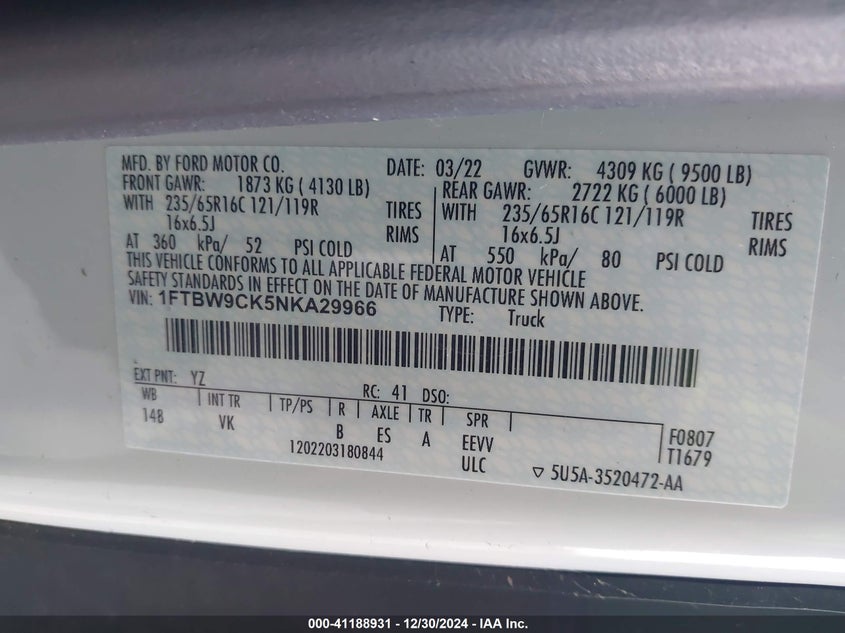 MFD. BY FORD MOTOR CO. DATE: 03/22 GVWR: 4309 KG ( 9500 LB)
FRONT GAWR: 1873 KG ( 4130 LB) REAR GAWR: 2722 KG ( 6000 LB)
WITH 235/65R16C 121/119R TIRES WITH 235/65R16C 121/119R TIRES
16x6.5J RIMS 16x6.5J RIMS
AT 360 kPa/ 52 PSI COLD AT 550 kPa/ 80 PSI COLD
THIS VEHICLE CONFORMS TO ALL APPLICABLE FEDERAL MOTOR VEHICLE
SAFETY STANDARDS IN EFFECT ON THE DATE OF MANUFACTURE SHOWN ABOVE.
VIN: 1FTBW9CK5NKA29966 TYPE: Truck
EXT PNT: YZ RC: 41 DSO:
WB INT TR TP/PS R AXLE TR SPR
148 VK B ES A EEVV F0807
1202203180844 ULC T1679
▽ 5U5A-3520472-AA
000-41188931 - 12/30/2024 - IAA Inc.